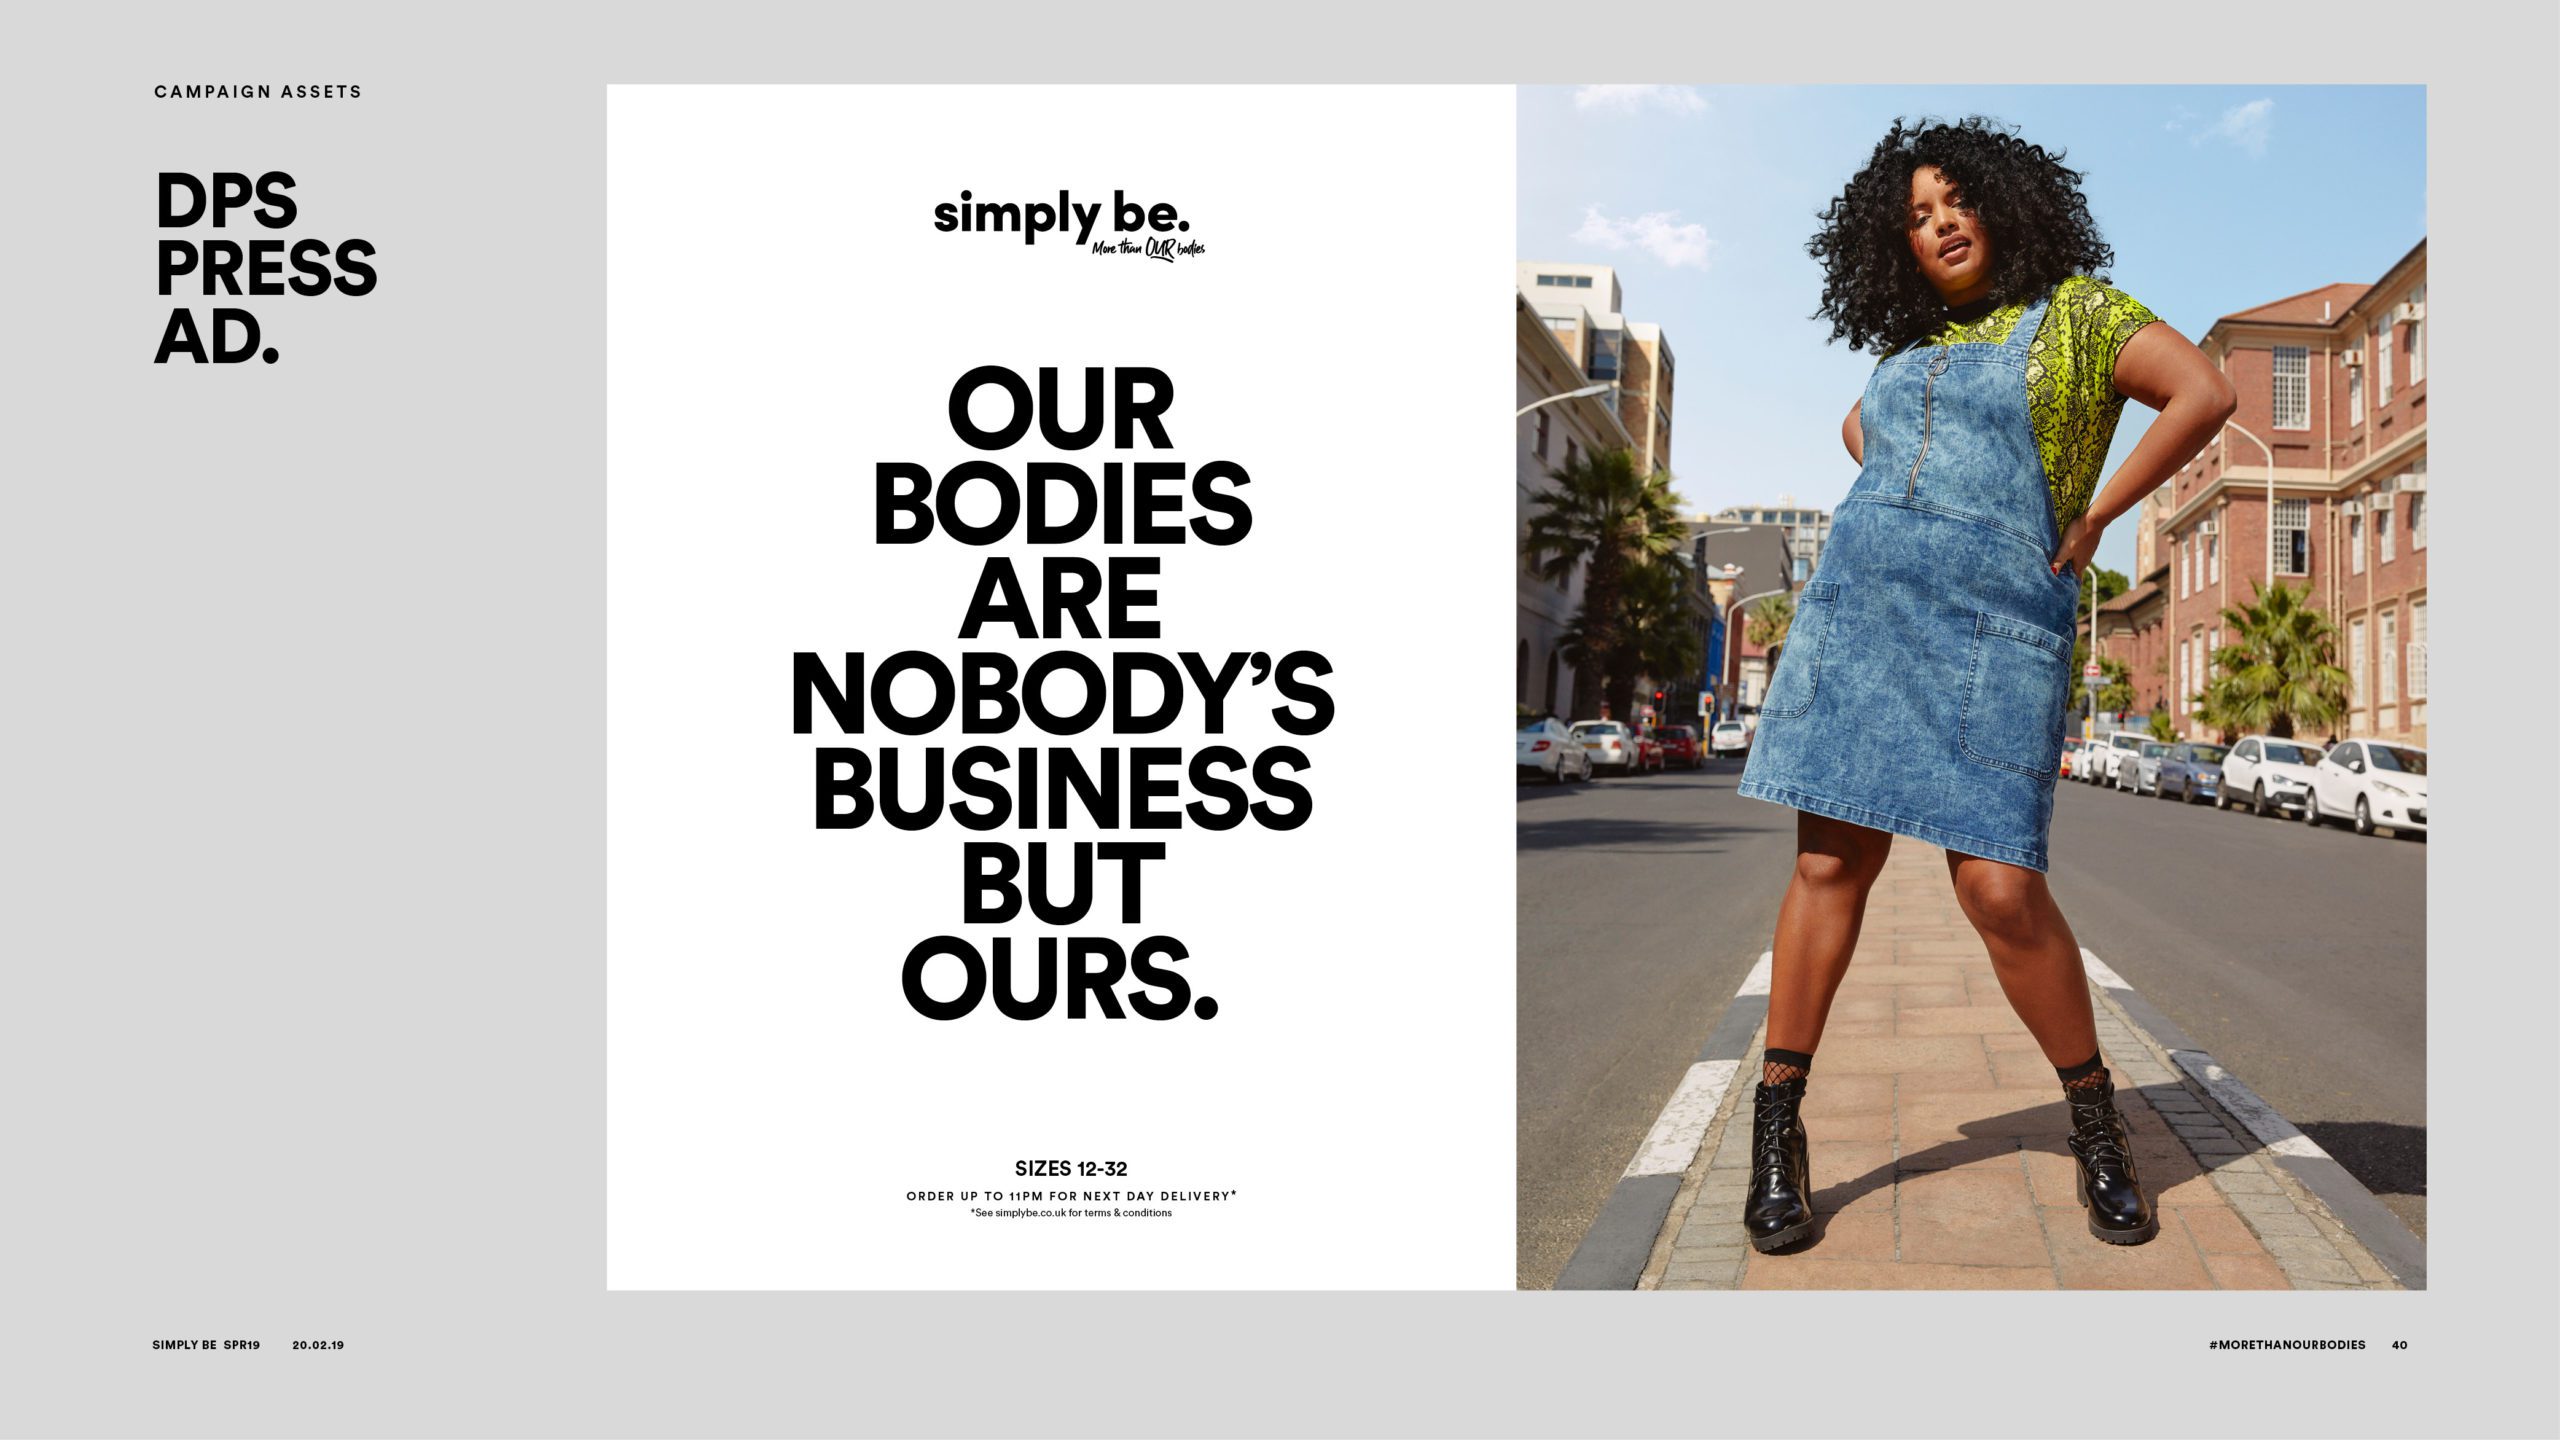 CAMPAIGN ASSETS
DPS
PRESS
AD.
simply be.
More than OUR bodies
OUR
BODIES
ARE
NOBODY’S
BUSINESS
BUT
OURS.
SIZES 12-32
ORDER UP TO 11PM FOR NEXT DAY DELIVERY*
*See simplybe.co.uk for terms & conditions
SIMPLY BE SPR19 20.02.19
#MORETHANOURBODIES 40